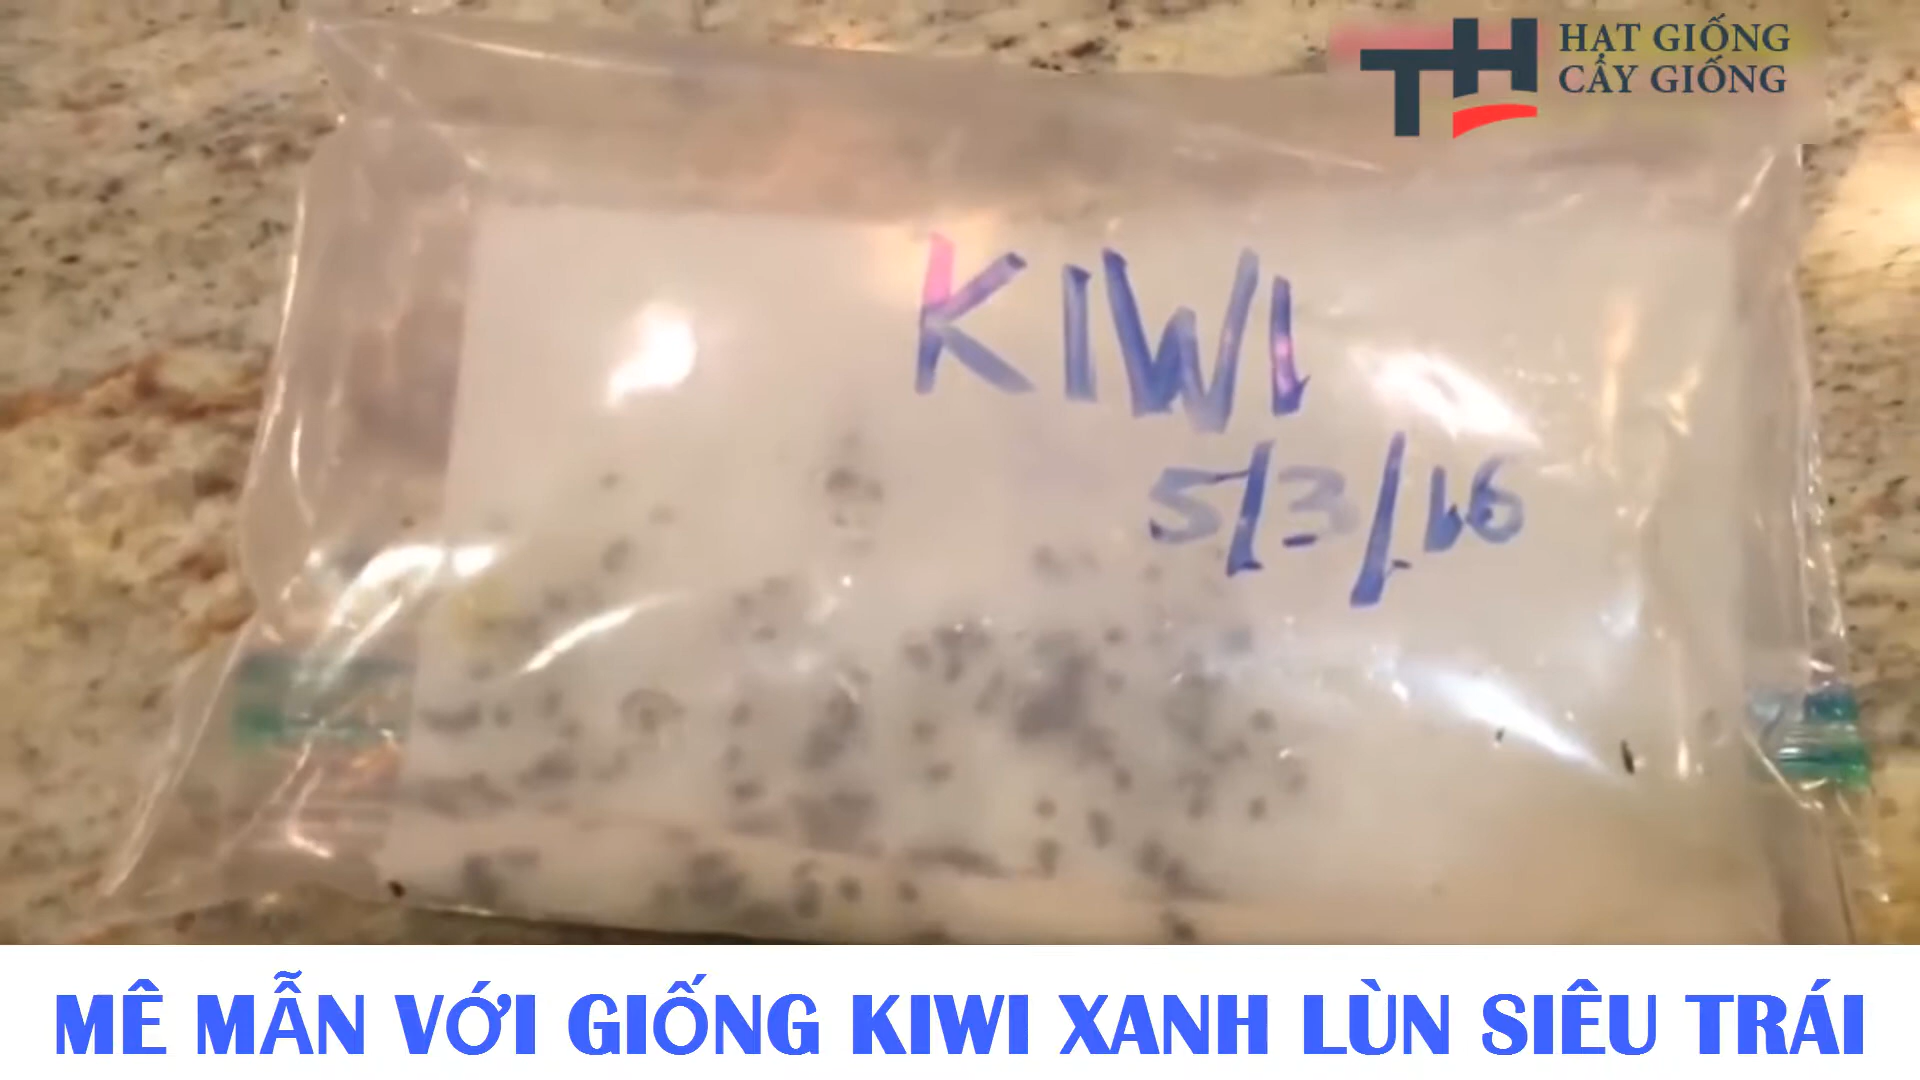 HẠT GIỐNG
CÂY GIỐNG
TH
KIWI
5/3/16
MÊ MẪN VỚI GIỐNG KIWI XANH LÙN SIÊU TRÁI